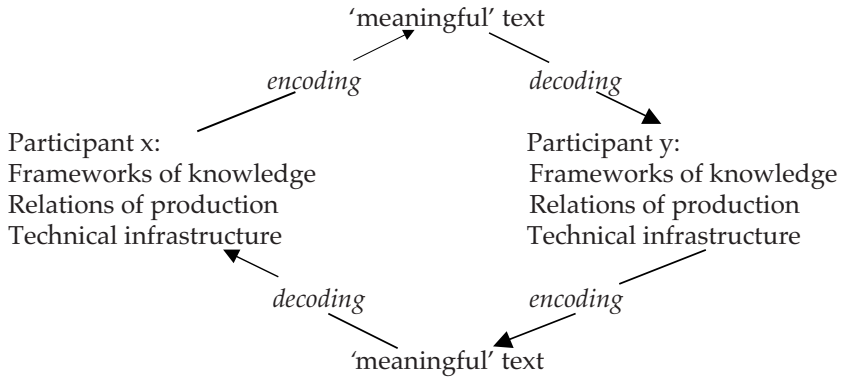 ‘meaningful’ text
encoding
decoding
Participant x:
Frameworks of knowledge
Relations of production
Technical infrastructure
Participant y:
Frameworks of knowledge
Relations of production
Technical infrastructure
decoding
encoding
‘meaningful’ text